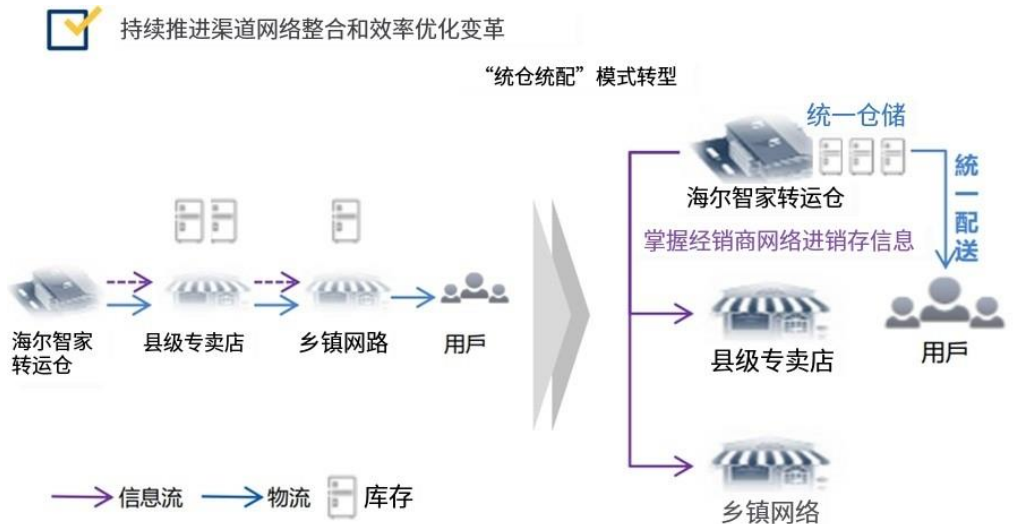 持续推进渠道网络整合和效率优化变革
“统仓统配”模式转型
海尔智家
转运仓
县级专卖店
乡镇网路
用戶
统一仓储
海尔智家转运仓
掌握经销商网络进销存信息
統一配送
县级专卖店
用戶
乡镇网络
信息流
物流
库存